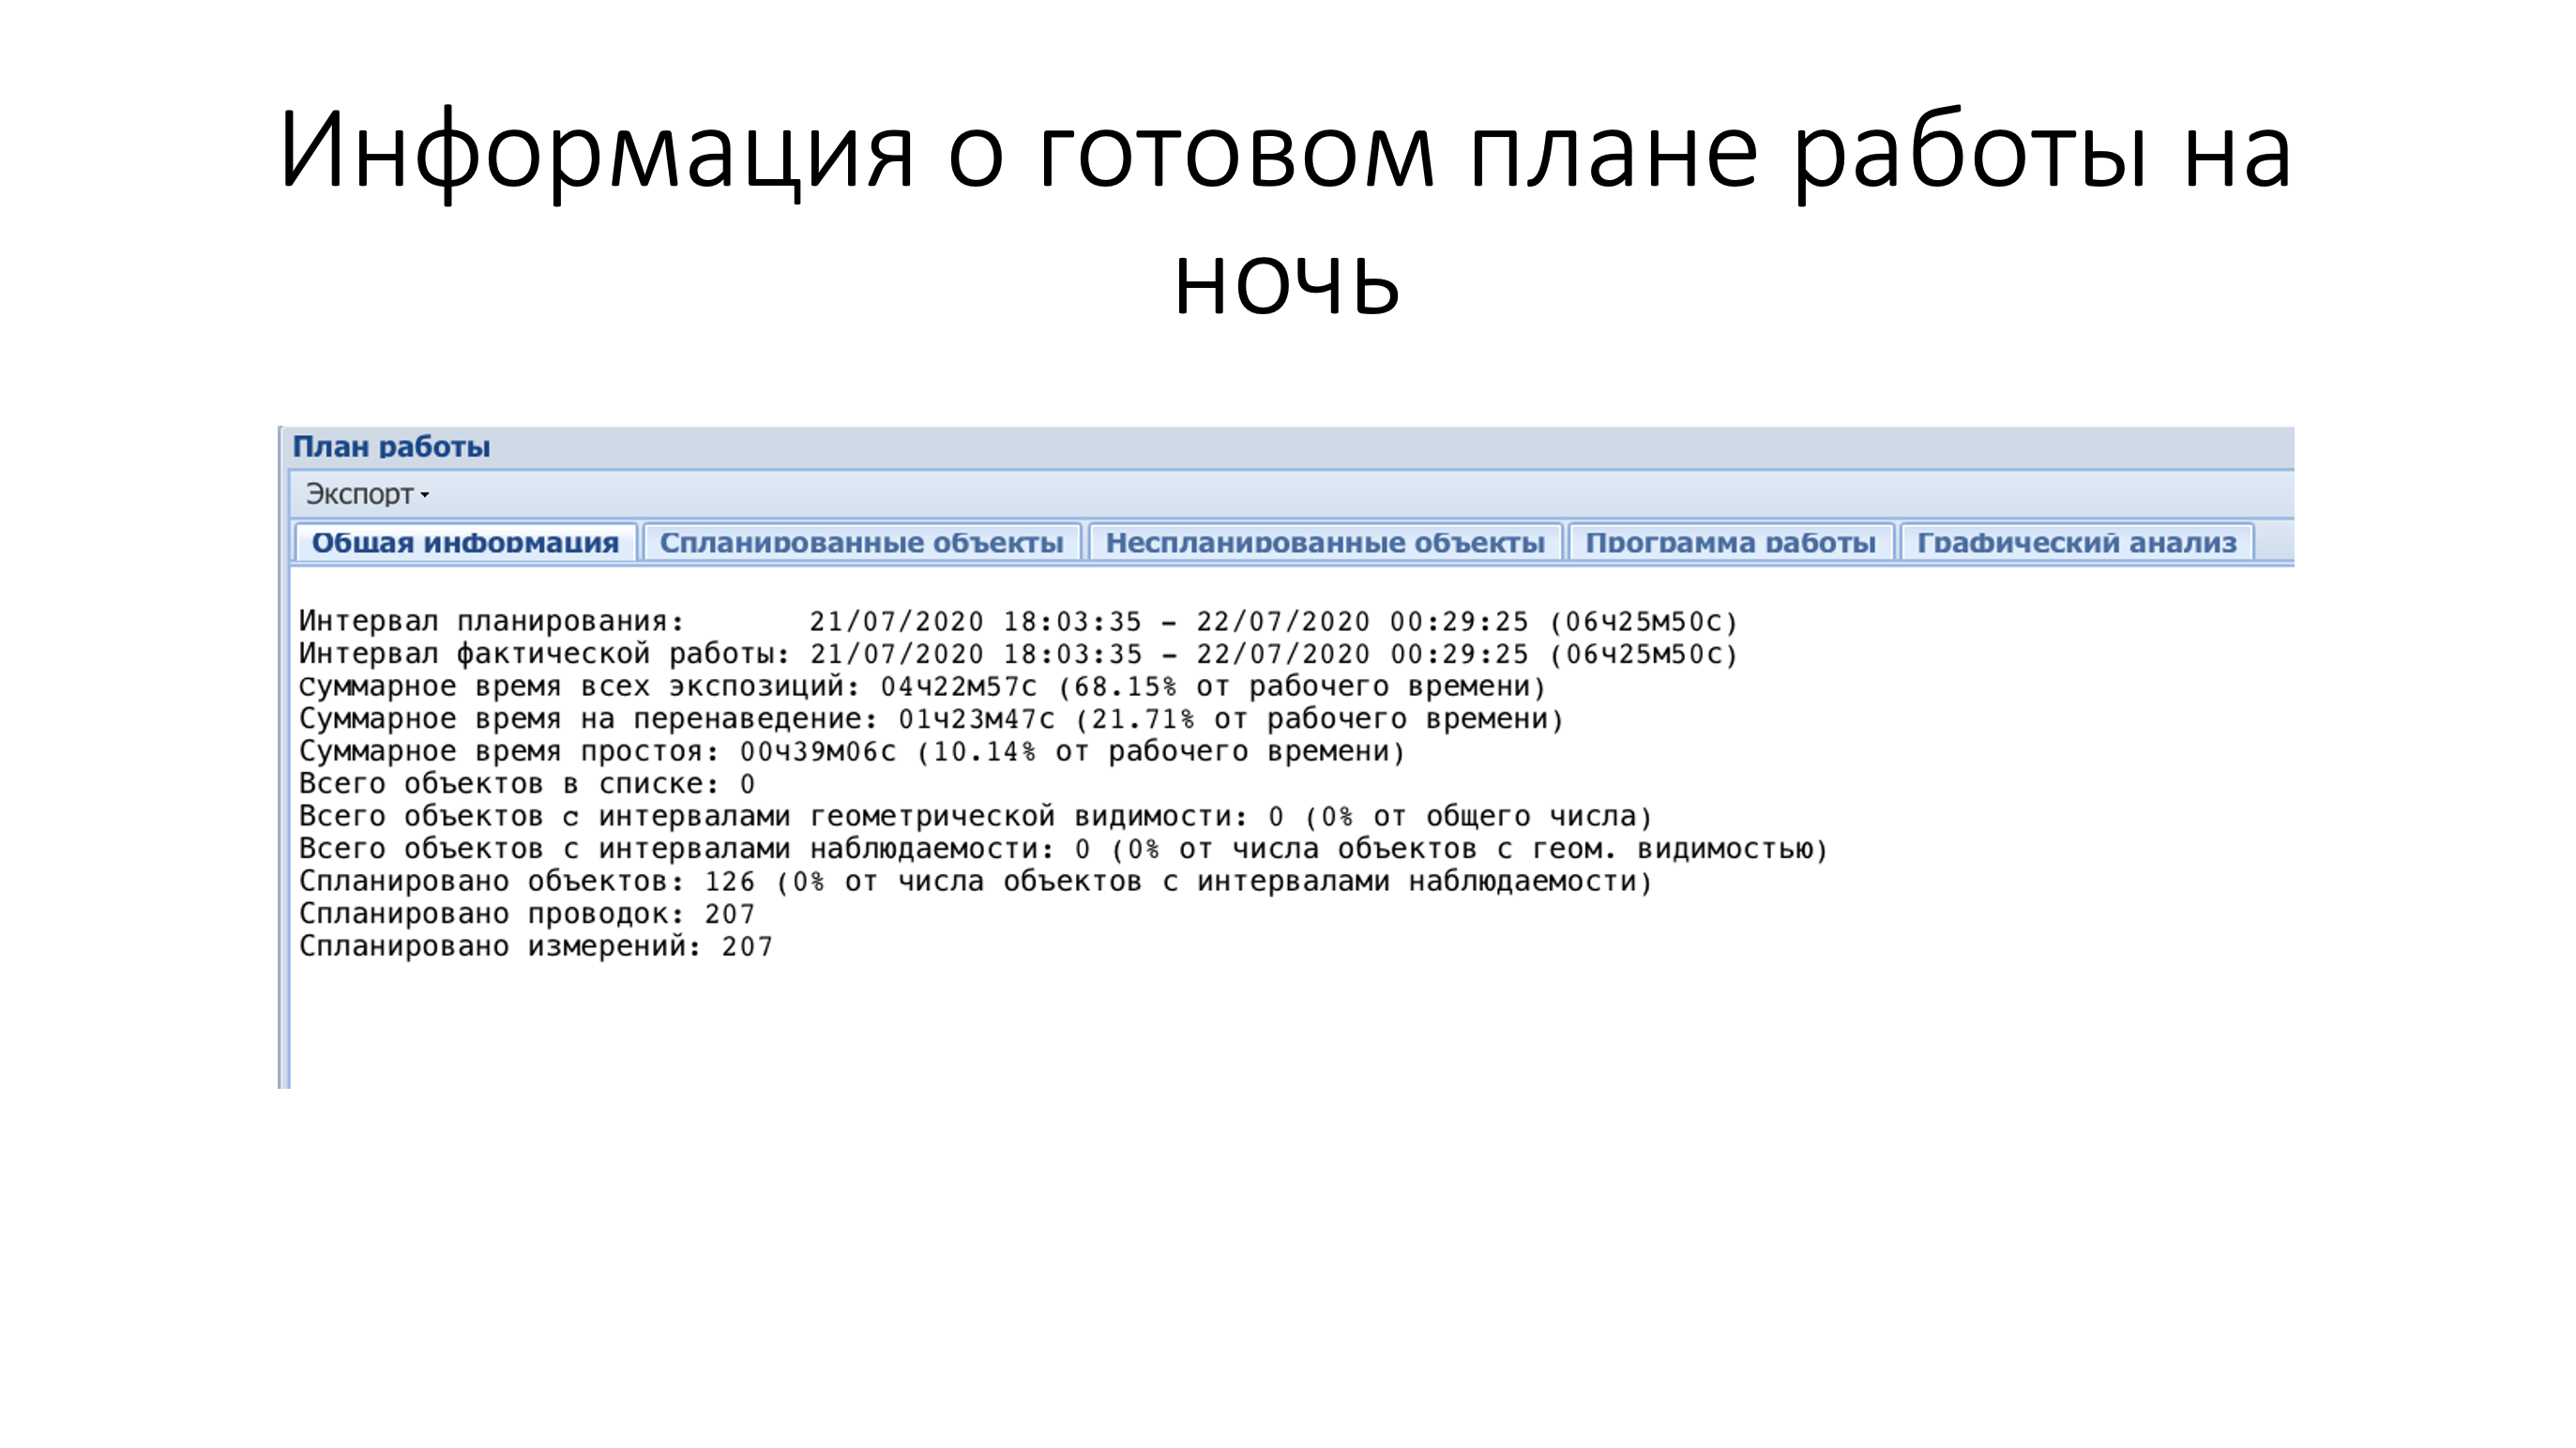 Информация о готовом плане работы на
ночь
План работы
Экспорт
Общая информация Спланированные объекты Неспланированные объекты Программа работы Графический анализ
Интервал планирования: 21/07/2020 18:03:35 - 22/07/2020 00:29:25 (06ч25м50с)
Интервал фактической работы: 21/07/2020 18:03:35 - 22/07/2020 00:29:25 (06ч25м50с)
Суммарное время всех экспозиций: 04ч22м57с (68.15% от рабочего времени)
Суммарное время на перенаведение: 01ч23м47с (21.71% от рабочего времени)
Суммарное время простоя: 00ч39м06с (10.14% от рабочего времени)
Всего объектов в списке: 0
Всего объектов с интервалами геометрической видимости: 0 (0% от общего числа)
Всего объектов с интервалами наблюдаемости: 0 (0% от числа объектов с геом. видимостью)
Спланировано объектов: 126 (0% от числа объектов с интервалами наблюдаемости)
Спланировано проводок: 207
Спланировано измерений: 207